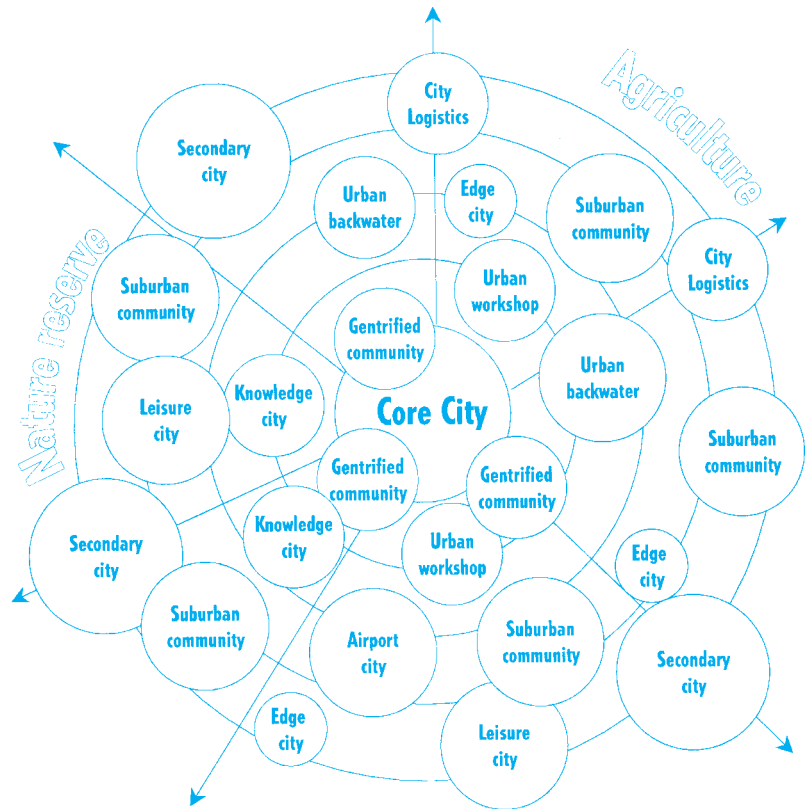 City
Logistics
Agriculture
Secondary
city
Urban
backwater
Edge
city
Suburban
community
City
Logistics
Nature reserve
Suburban
community
Urban
workshop
Gentrified
community
Urban
backwater
Leisure
city
Knowledge
city
Core City
Suburban
community
Gentrified
community
Gentrified
community
Knowledge
city
Urban
workshop
Secondary
city
Edge
city
Suburban
community
Airport
city
Suburban
community
Secondary
city
Edge
city
Leisure
city